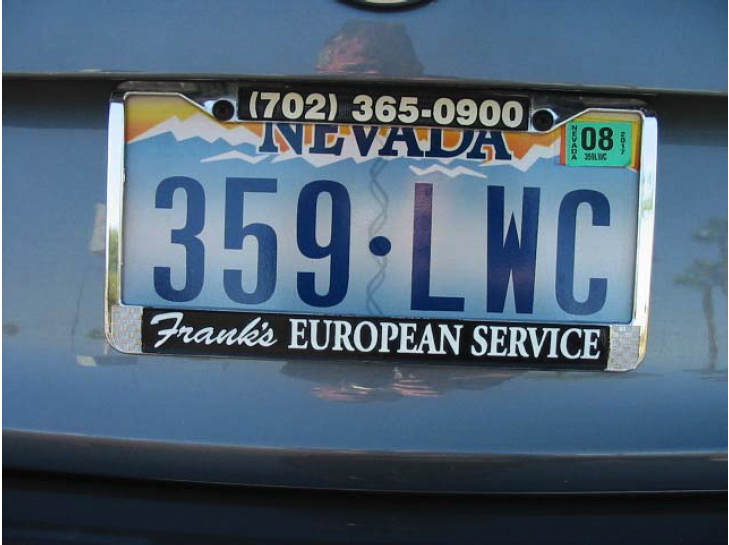 (702) 365-0900
NEVADA
NEVADA 08 2017
359LWC
359·LWC
Frank's EUROPEAN SERVICE